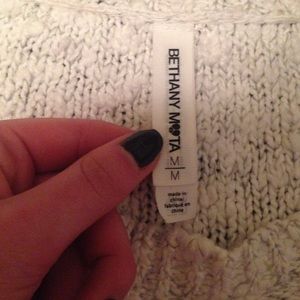 BETHANY MOTA
M
M
made in
china/
fabriqué en
chine